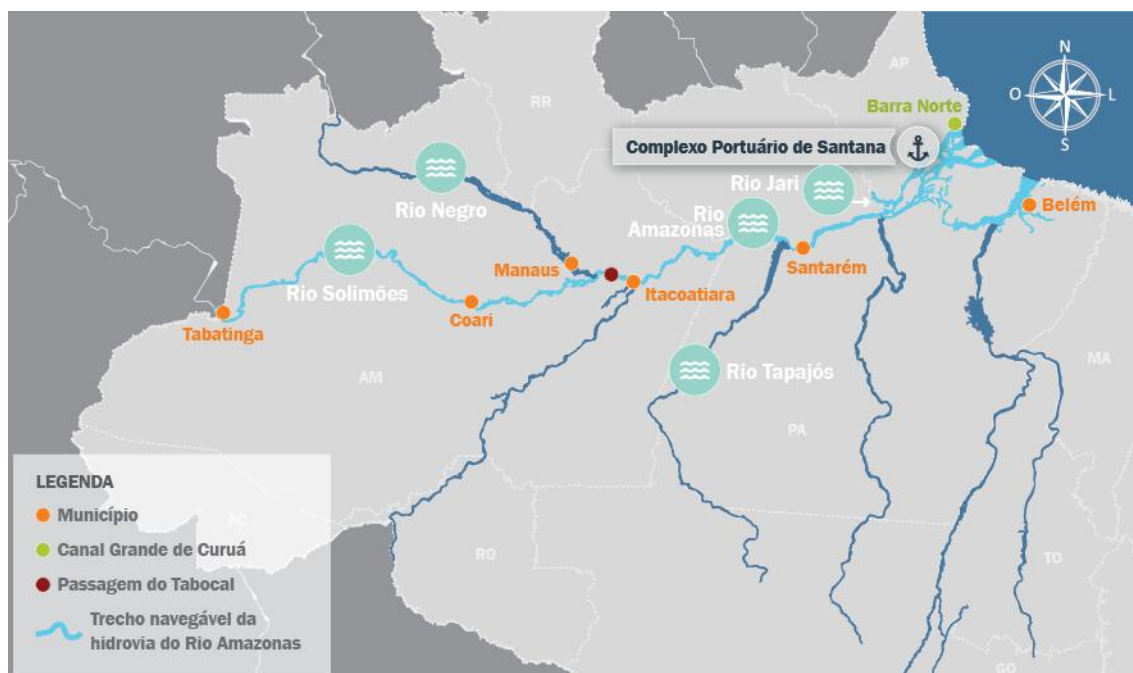 RR
AP
Barra Norte
N
O
L
S
Complexo Portuário de Santana
Rio Jari
Rio Negro
Rio
Amazonas
Belém
Manaus
Santarém
Rio Solimões
Itacoatiara
Coari
Tabatinga
MA
AM
Rio Tapajós
PA
LEGENDA
Município
AC
Canal Grande de Curuá
RO
TO
Passagem do Tabocal
Trecho navegável da
hidrovia do Rio Amazonas
GO